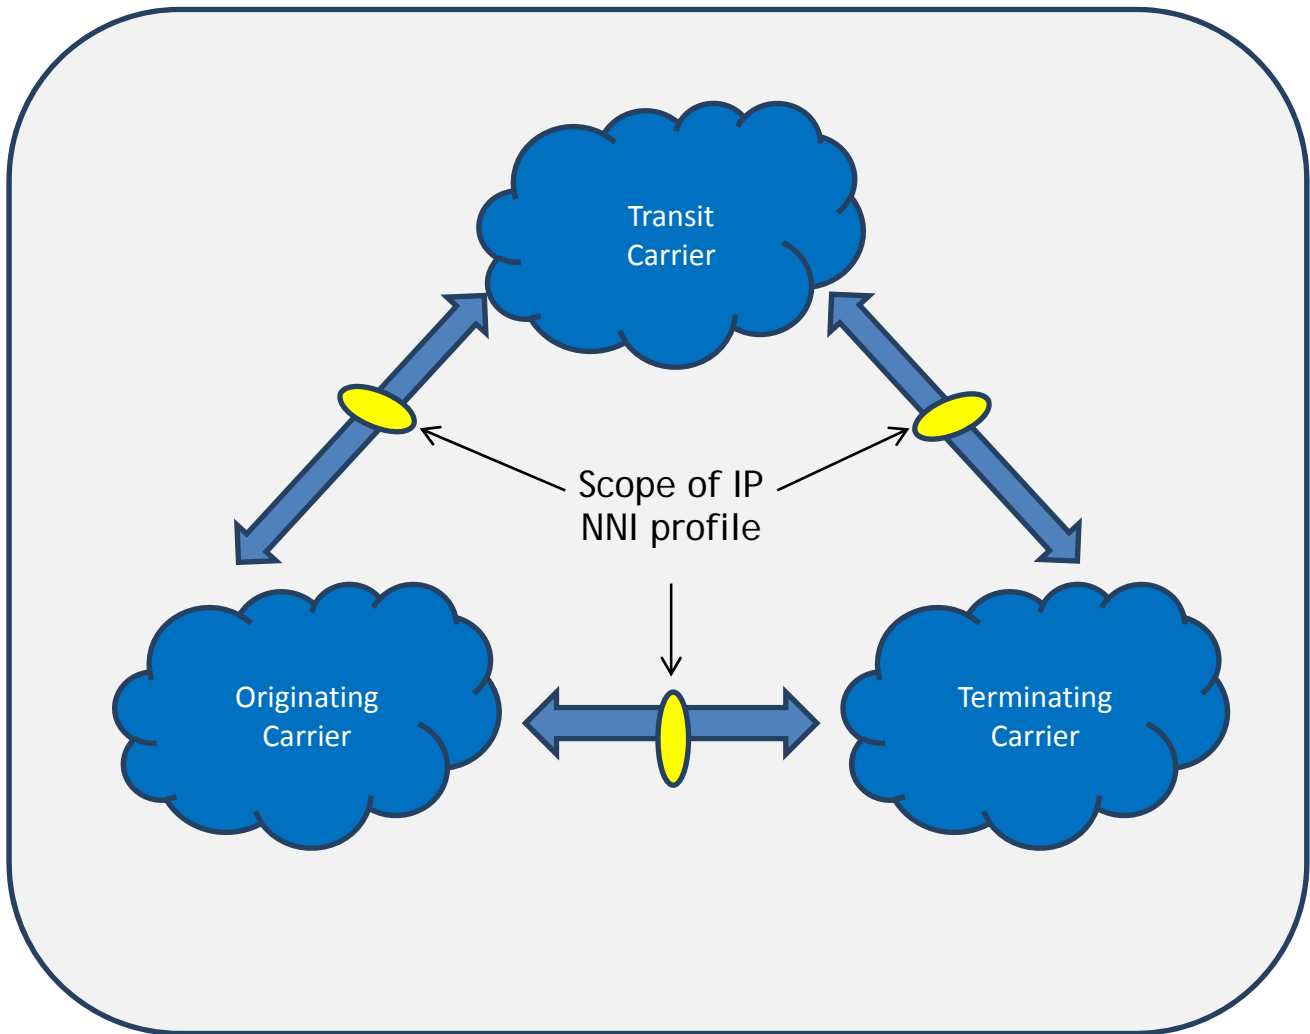 Transit
Carrier
Scope of IP
NNI profile
Originating
Carrier
Terminating
Carrier